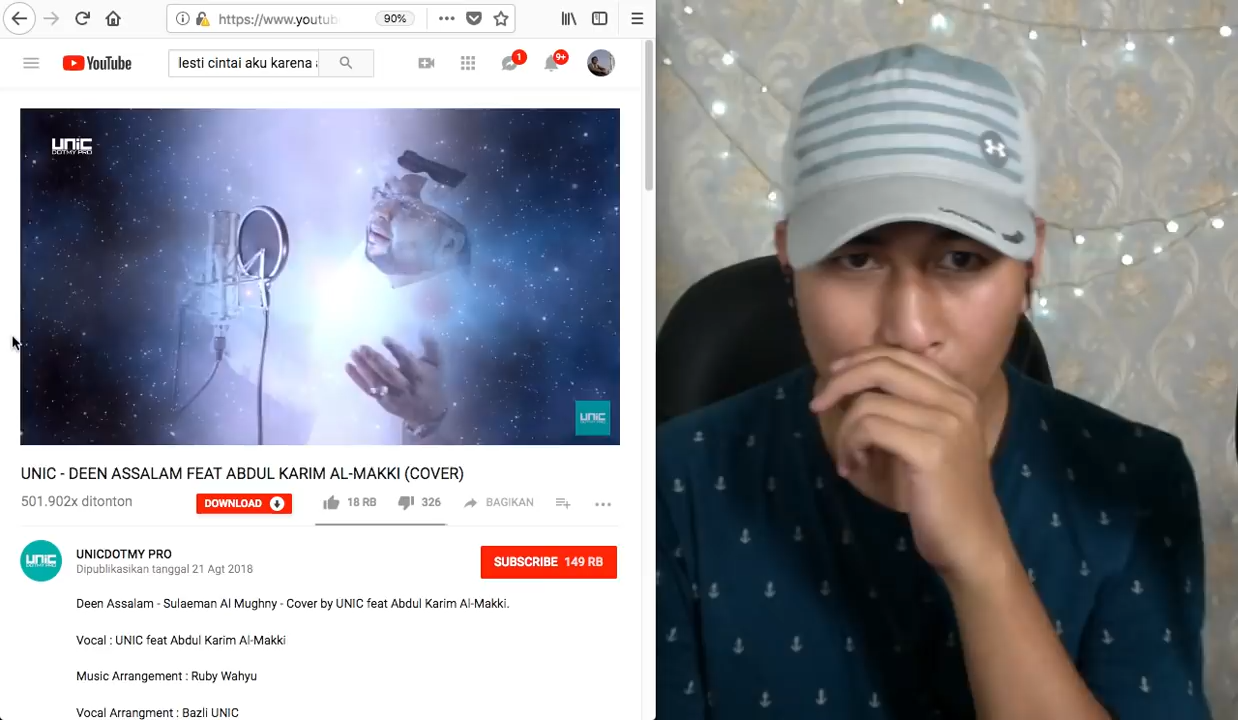 https://www.youtub
90%
YouTube
lesti cintai aku karena
1
9+
UNIC
DOTMY PRO
UNIC
UNIC - DEEN ASSALAM FEAT ABDUL KARIM AL-MAKKI (COVER)
501.902x ditonton
DOWNLOAD
18 RB
326
BAGIKAN
UNIC
UNICDOTMY PRO
Dipublikasikan tanggal 21 Agt 2018
SUBSCRIBE 149 RB
Deen Assalam - Sulaeman Al Mughny - Cover by UNIC feat Abdul Karim Al-Makki.
Vocal : UNIC feat Abdul Karim Al-Makki
Music Arrangement : Ruby Wahyu
Vocal Arrangment : Bazli UNIC